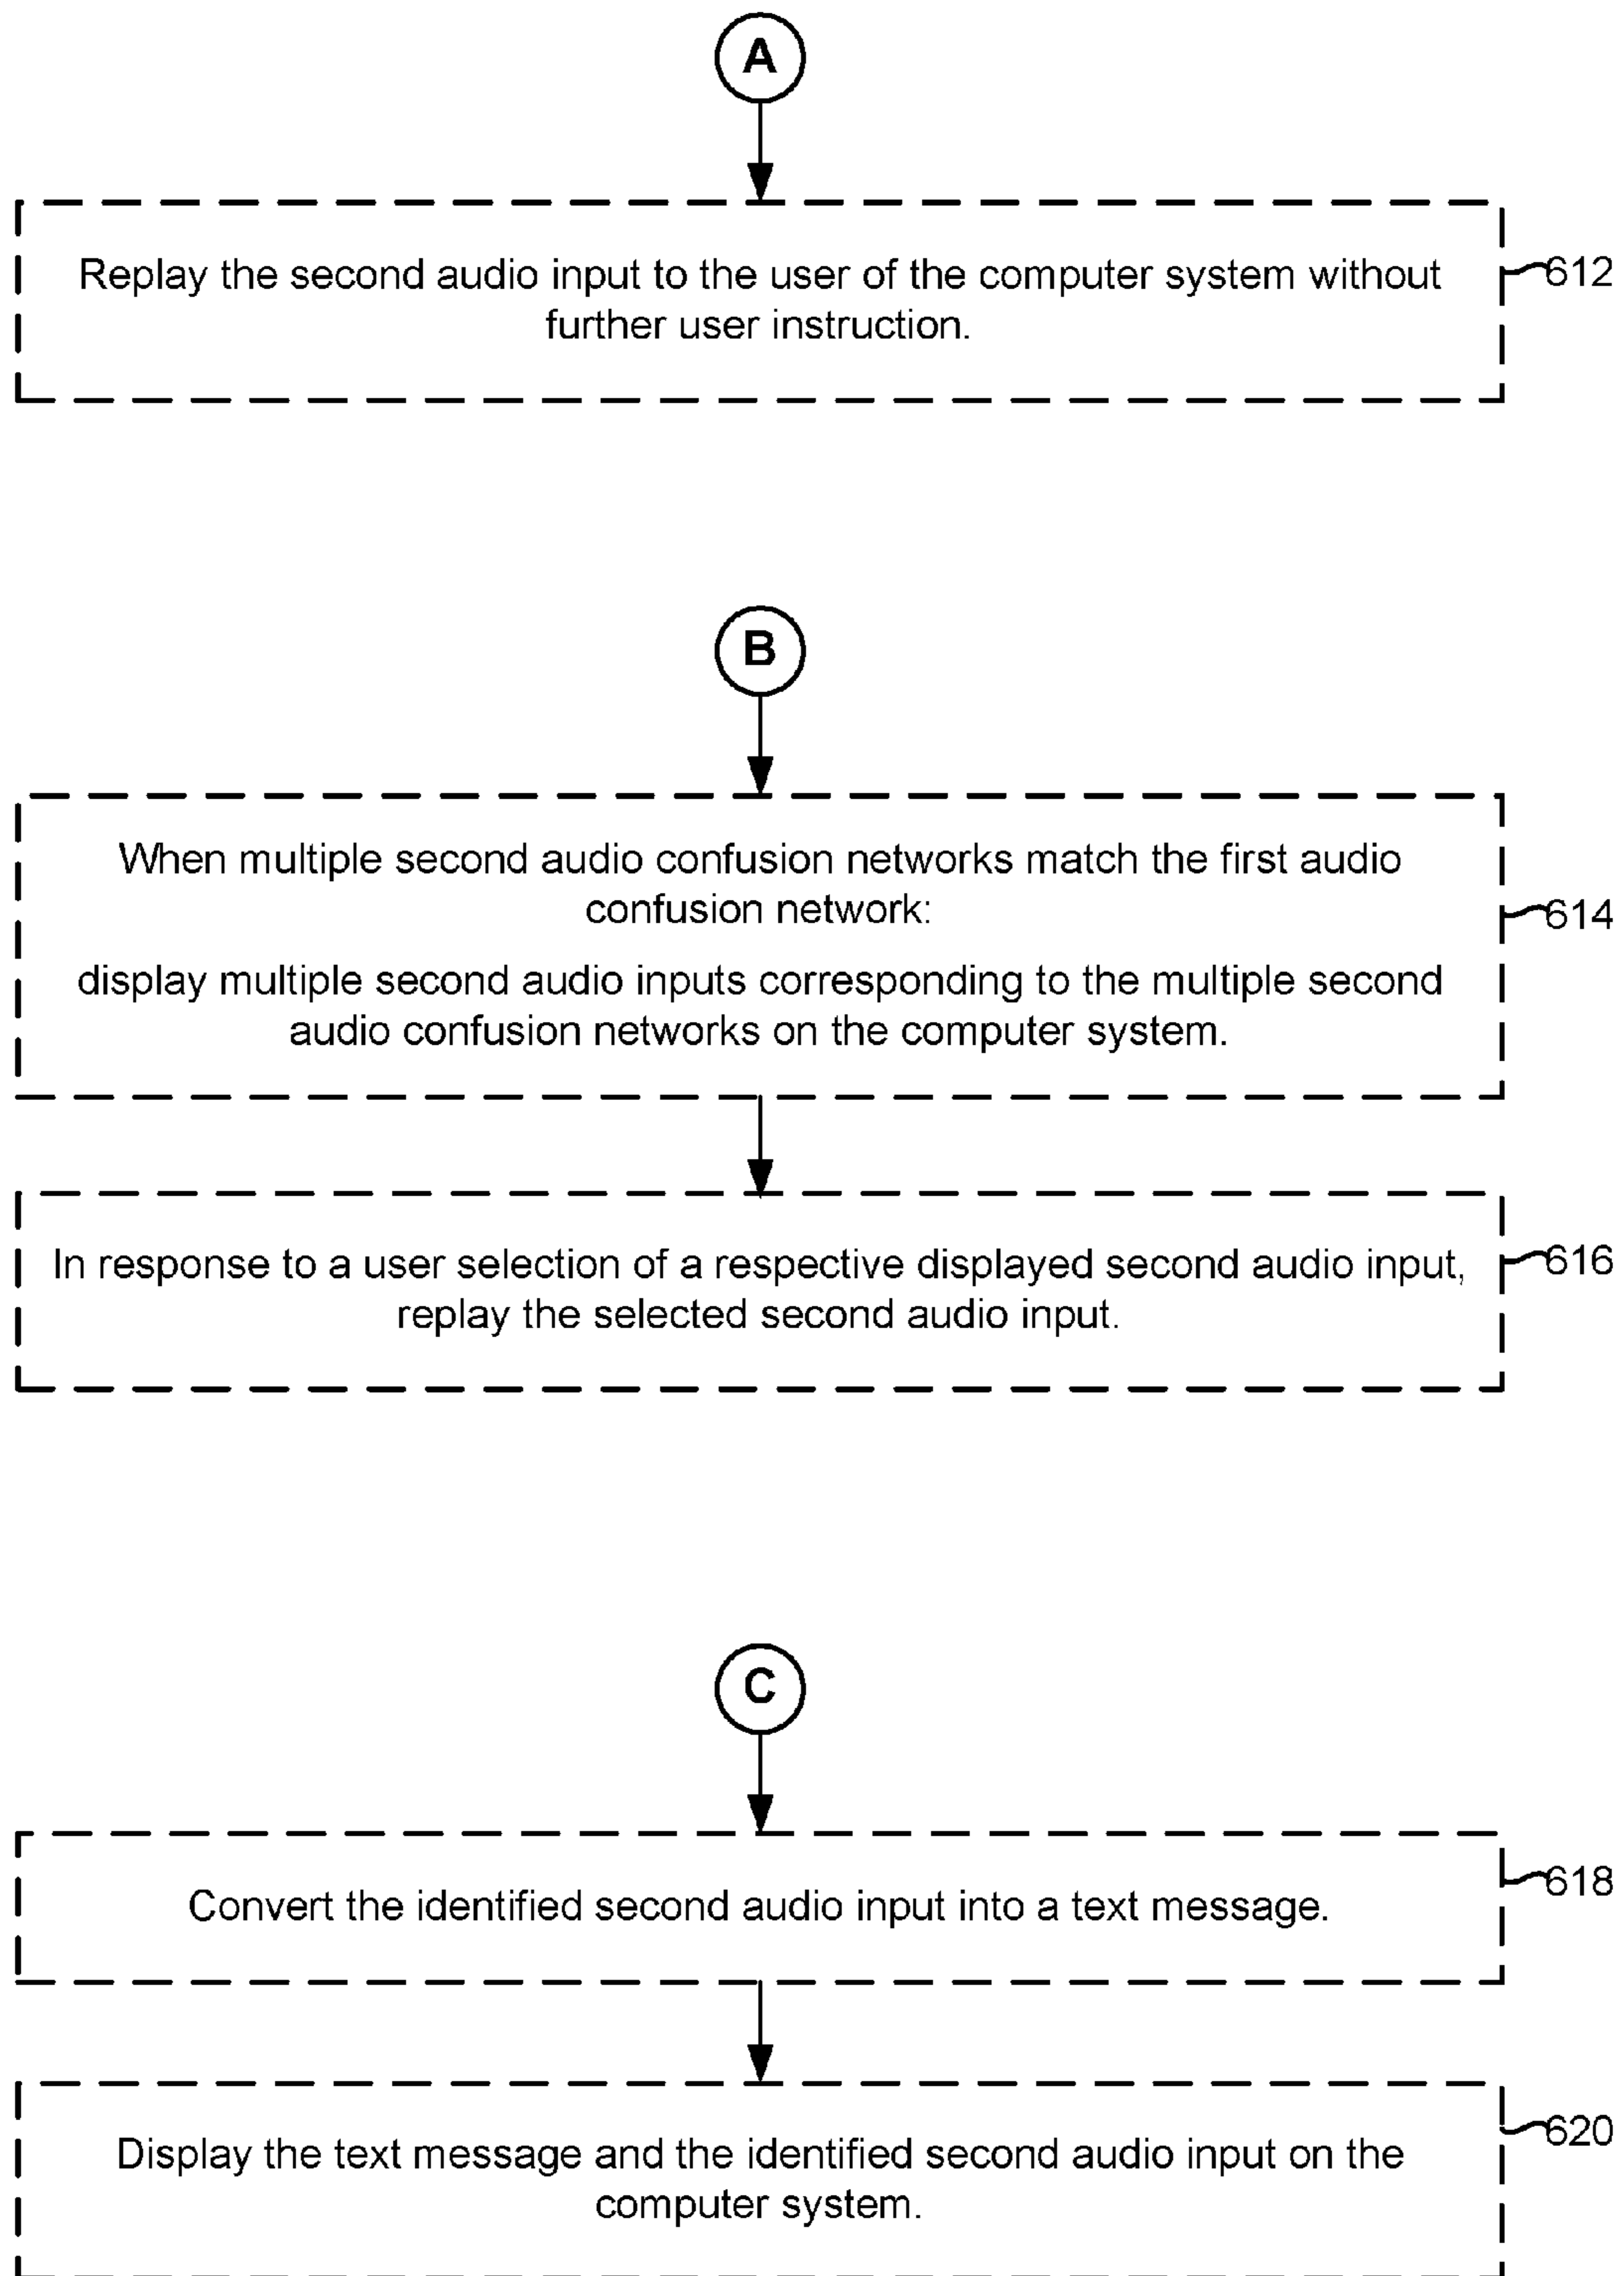 A
Replay the second audio input to the user of the computer system without
further user instruction.
612
B
When multiple second audio confusion networks match the first audio
confusion network:
display multiple second audio inputs corresponding to the multiple second
audio confusion networks on the computer system.
614
In response to a user selection of a respective displayed second audio input,
replay the selected second audio input.
616
C
Convert the identified second audio input into a text message.
618
Display the text message and the identified second audio input on the
computer system.
620